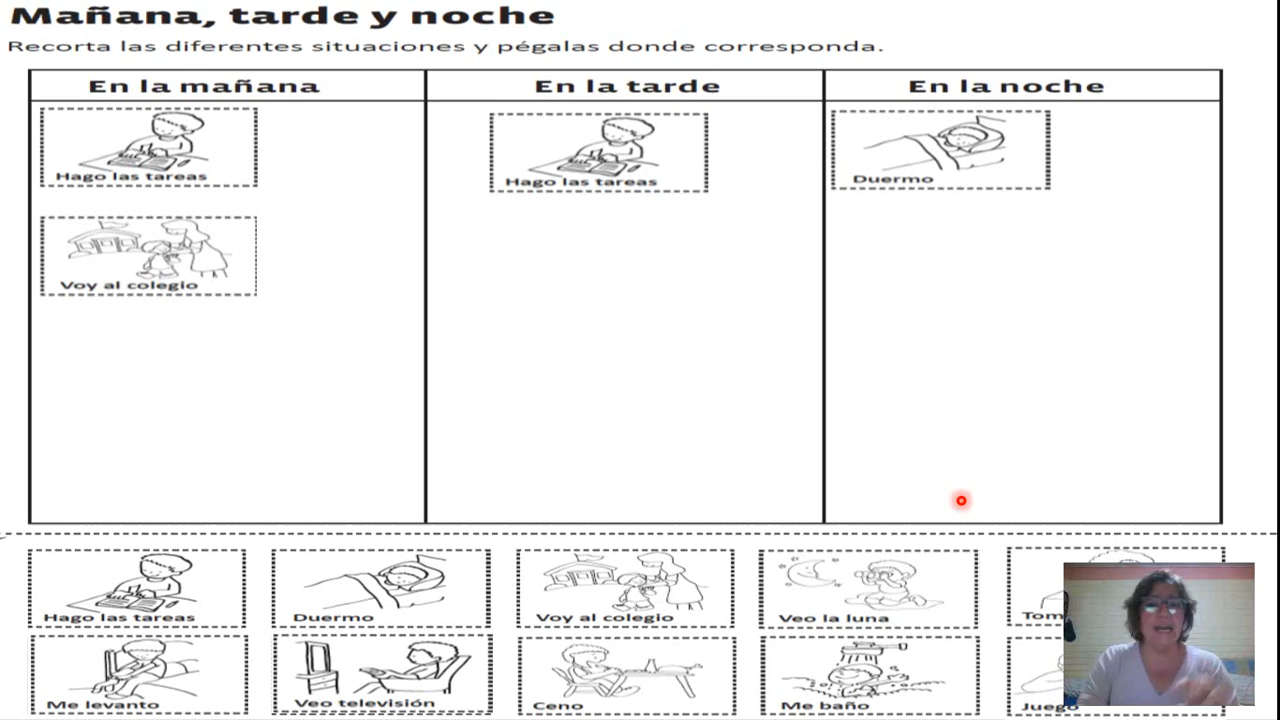 Mañana, tarde y noche
Recorta las diferentes situaciones y pégalas donde corresponda.
En la mañana
En la tarde
En la noche
Hago las tareas
Hago las tareas
Duermo
Voy al colegio
Hago las tareas
Duermo
Voy al colegio
Veo la luna
Tom
Me levanto
Veo televisión
Ceno
Me baño
Juego